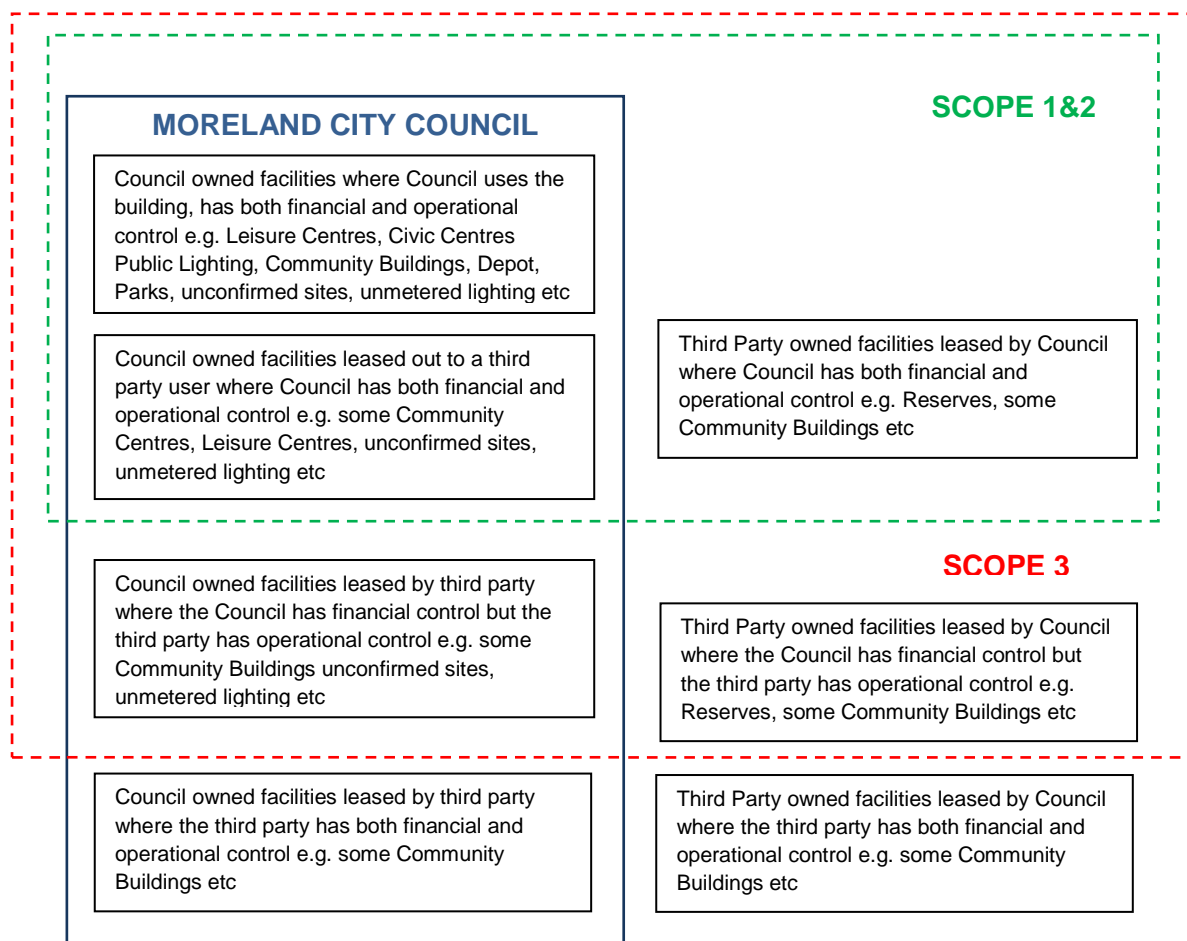 SCOPE 1&2
MORELAND CITY COUNCIL
Council owned facilities where Council uses the
building, has both financial and operational
control e.g. Leisure Centres, Civic Centres
Public Lighting, Community Buildings, Depot,
Parks, unconfirmed sites, unmetered lighting etc
Council owned facilities leased out to a third
party user where Council has both financial and
operational control e.g. some Community
Centres, Leisure Centres, unconfirmed sites,
unmetered lighting etc
Third Party owned facilities leased by Council
where Council has both financial and
operational control e.g. Reserves, some
Community Buildings etc
SCOPE 3
Council owned facilities leased by third party
where the Council has financial control but the
third party has operational control e.g. some
Community Buildings unconfirmed sites,
unmetered lighting etc
Third Party owned facilities leased by Council
where the Council has financial control but
the third party has operational control e.g.
Reserves, some Community Buildings etc
Council owned facilities leased by third party
where the third party has both financial and
operational control e.g. some Community
Buildings etc
Third Party owned facilities leased by Council
where the third party has both financial and
operational control e.g. some Community
Buildings etc